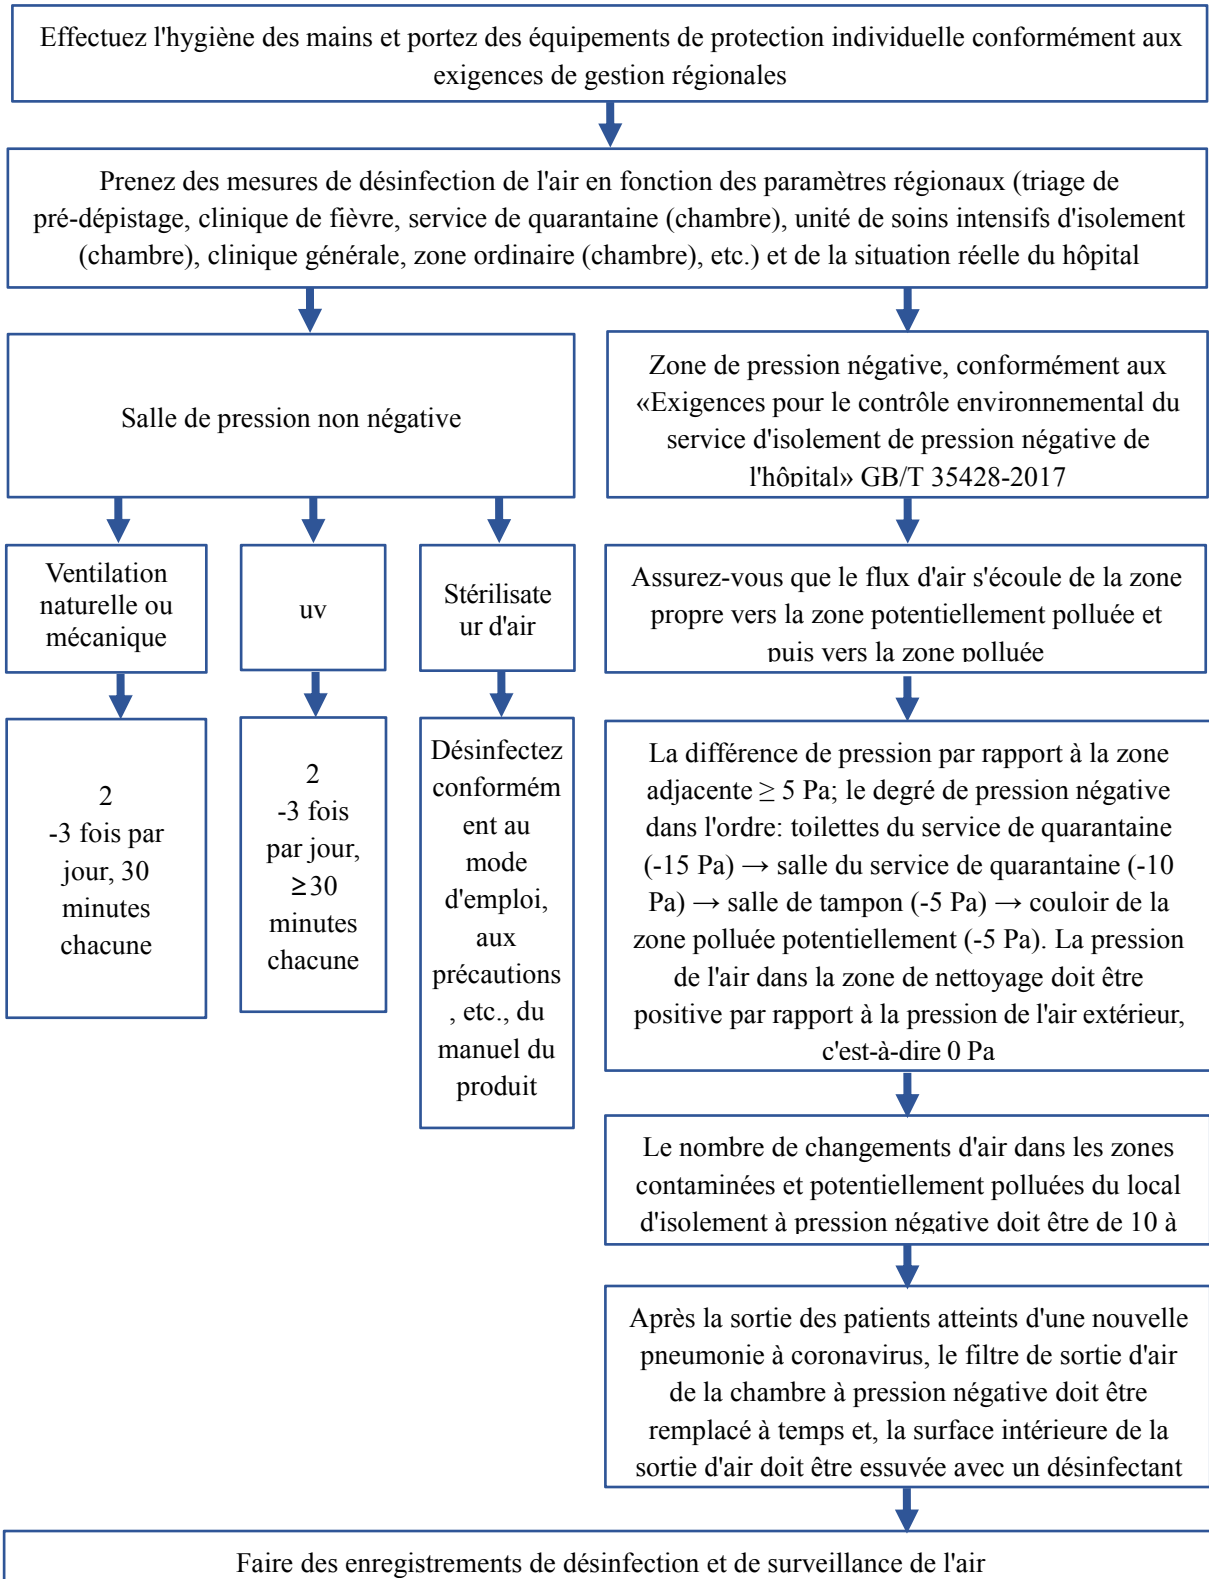 Effectuez l'hygiène des mains et portez des équipements de protection individuelle conformément aux
exigences de gestion régionales
Prenez des mesures de désinfection de l'air en fonction des paramètres régionaux (triage de
pré-dépistage, clinique de fièvre, service de quarantaine (chambre), unité de soins intensifs d'isolement
(chambre), clinique générale, zone ordinaire (chambre), etc.) et de la situation réelle du hôpital
Salle de pression non négative
Zone de pression négative, conformément aux
«Exigences pour le contrôle environnemental du
service d'isolement de pression négative de
l'hôpital» GB/T 35428-2017
Ventilation
naturelle ou
mécanique
uv
Stérilisate
ur d'air
Assurez-vous que le flux d'air s'écoule de la zone
propre vers la zone potentiellement polluée et
puis vers la zone polluée
2
-3 fois par
jour, 30
minutes
chacune
2
-3 fois
par jour,
≥30
minutes
chacune
Désinfectez
conformém
ent au
mode
d'emploi,
aux
précautions
, etc., du
manuel du
produit
La différence de pression par rapport à la zone
adjacente ≥ 5 Pa; le degré de pression négative
dans l'ordre: toilettes du service de quarantaine
(-15 Pa) → salle du service de quarantaine (-10
Pa) → salle de tampon (-5 Pa) → couloir de la
zone polluée potentiellement (-5 Pa). La pression
de l'air dans la zone de nettoyage doit être
positive par rapport à la pression de l'air extérieur,
c'est-à-dire 0 Pa
Le nombre de changements d'air dans les zones
contaminées et potentiellement polluées du local
d'isolement à pression négative doit être de 10 à
Après la sortie des patients atteints d'une nouvelle
pneumonie à coronavirus, le filtre de sortie d'air
de la chambre à pression négative doit être
remplacé à temps et, la surface intérieure de la
sortie d'air doit être essuyée avec un désinfectant
Faire des enregistrements de désinfection et de surveillance de l'air